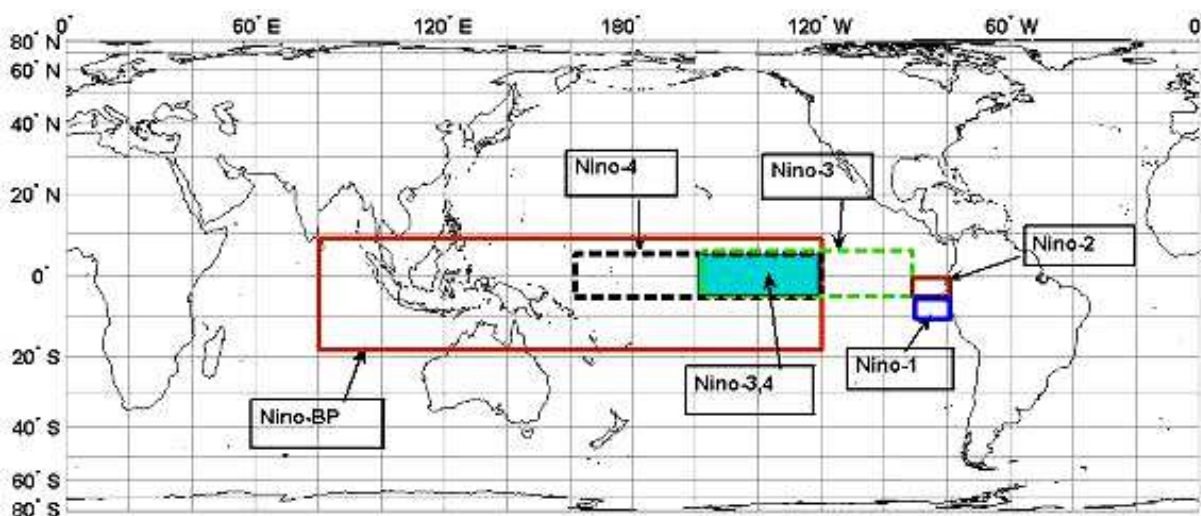 0° 60° E 120° E 180° 120° W 60° W 0
80° N
60° N
40° N
Nino-4 Nino-3
20° N
Nino-2
0°
20° S
Nino-1
Nino-3,4
Nino-BP
40° S
60° S
80° S